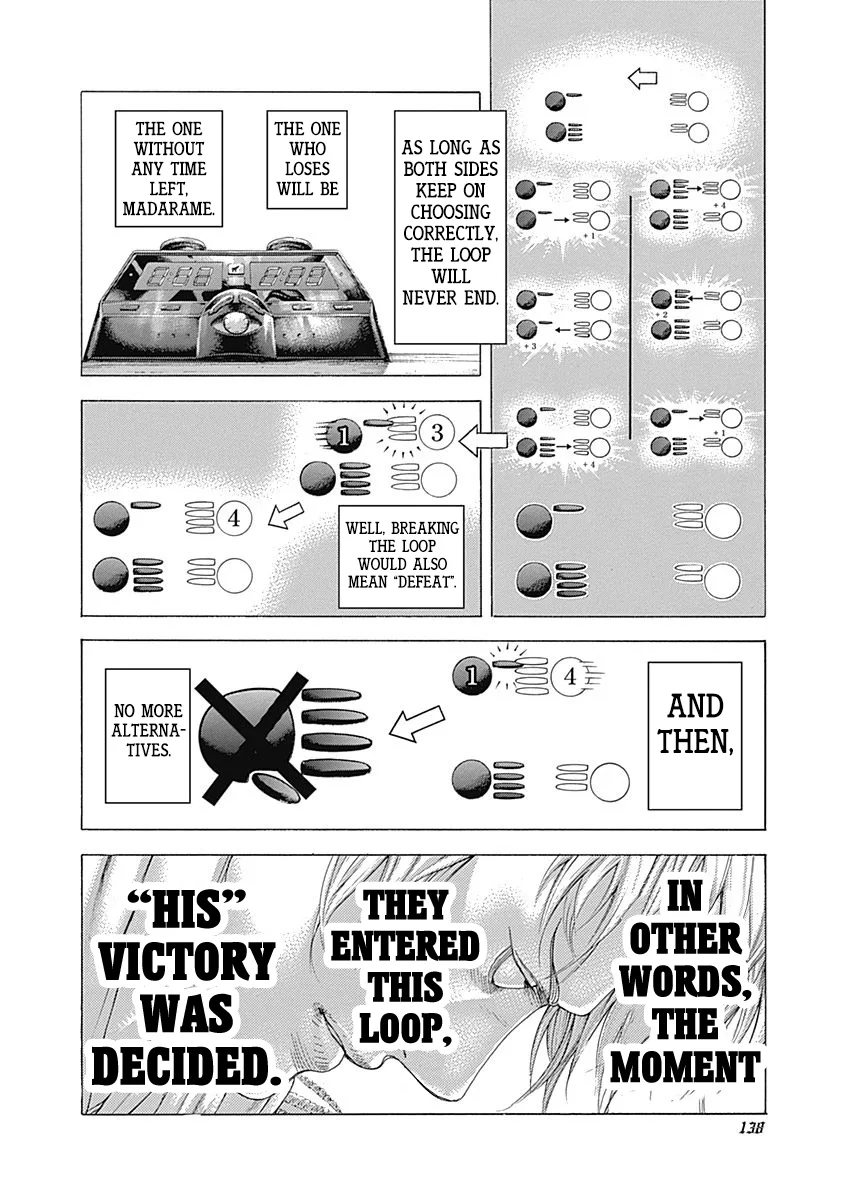 AS LONG AS
BOTH SIDES
KEEP ON
CHOOSING
CORRECTLY,
THE LOOP
WILL
NEVER END.
THE ONE
WHO
LOSES
WILL BE
THE ONE
WITHOUT
ANY TIME
LEFT,
MADARAME.
+ 1
+ 4
+ 3
+ 2
+ 4
+ 1
1
3
4
WELL, BREAKING
THE LOOP
WOULD ALSO
MEAN “DEFEAT”.
AND
THEN,
1
4
NO MORE
ALTERNA-
TIVES.
IN
OTHER
WORDS,
THE
MOMENT
THEY
ENTERED
THIS
LOOP,
“HIS”
VICTORY
WAS
DECIDED.
138